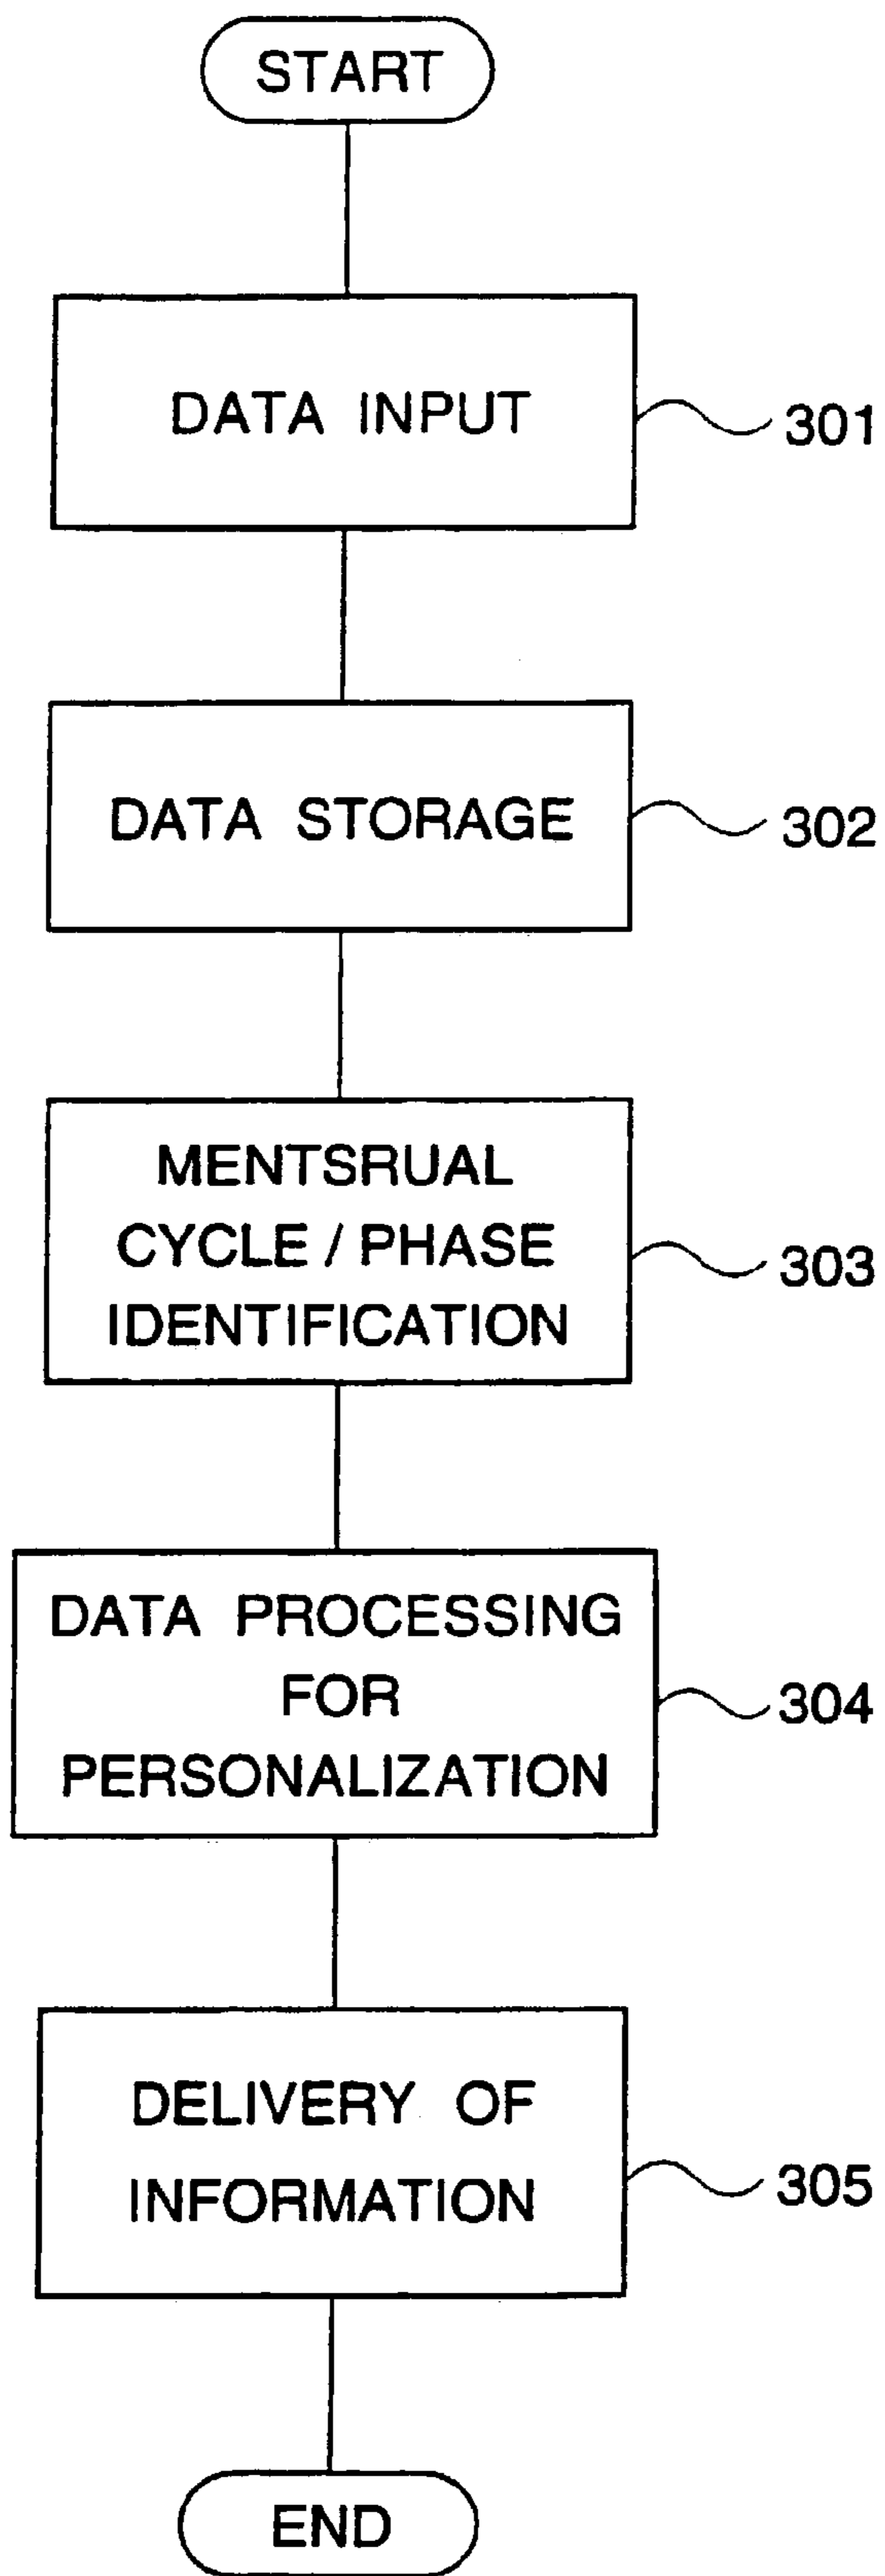 START
DATA INPUT
301
DATA STORAGE
302
MENTSRUAL
CYCLE / PHASE
IDENTIFICATION
303
DATA PROCESSING
FOR
PERSONALIZATION
304
DELIVERY OF
INFORMATION
305
END